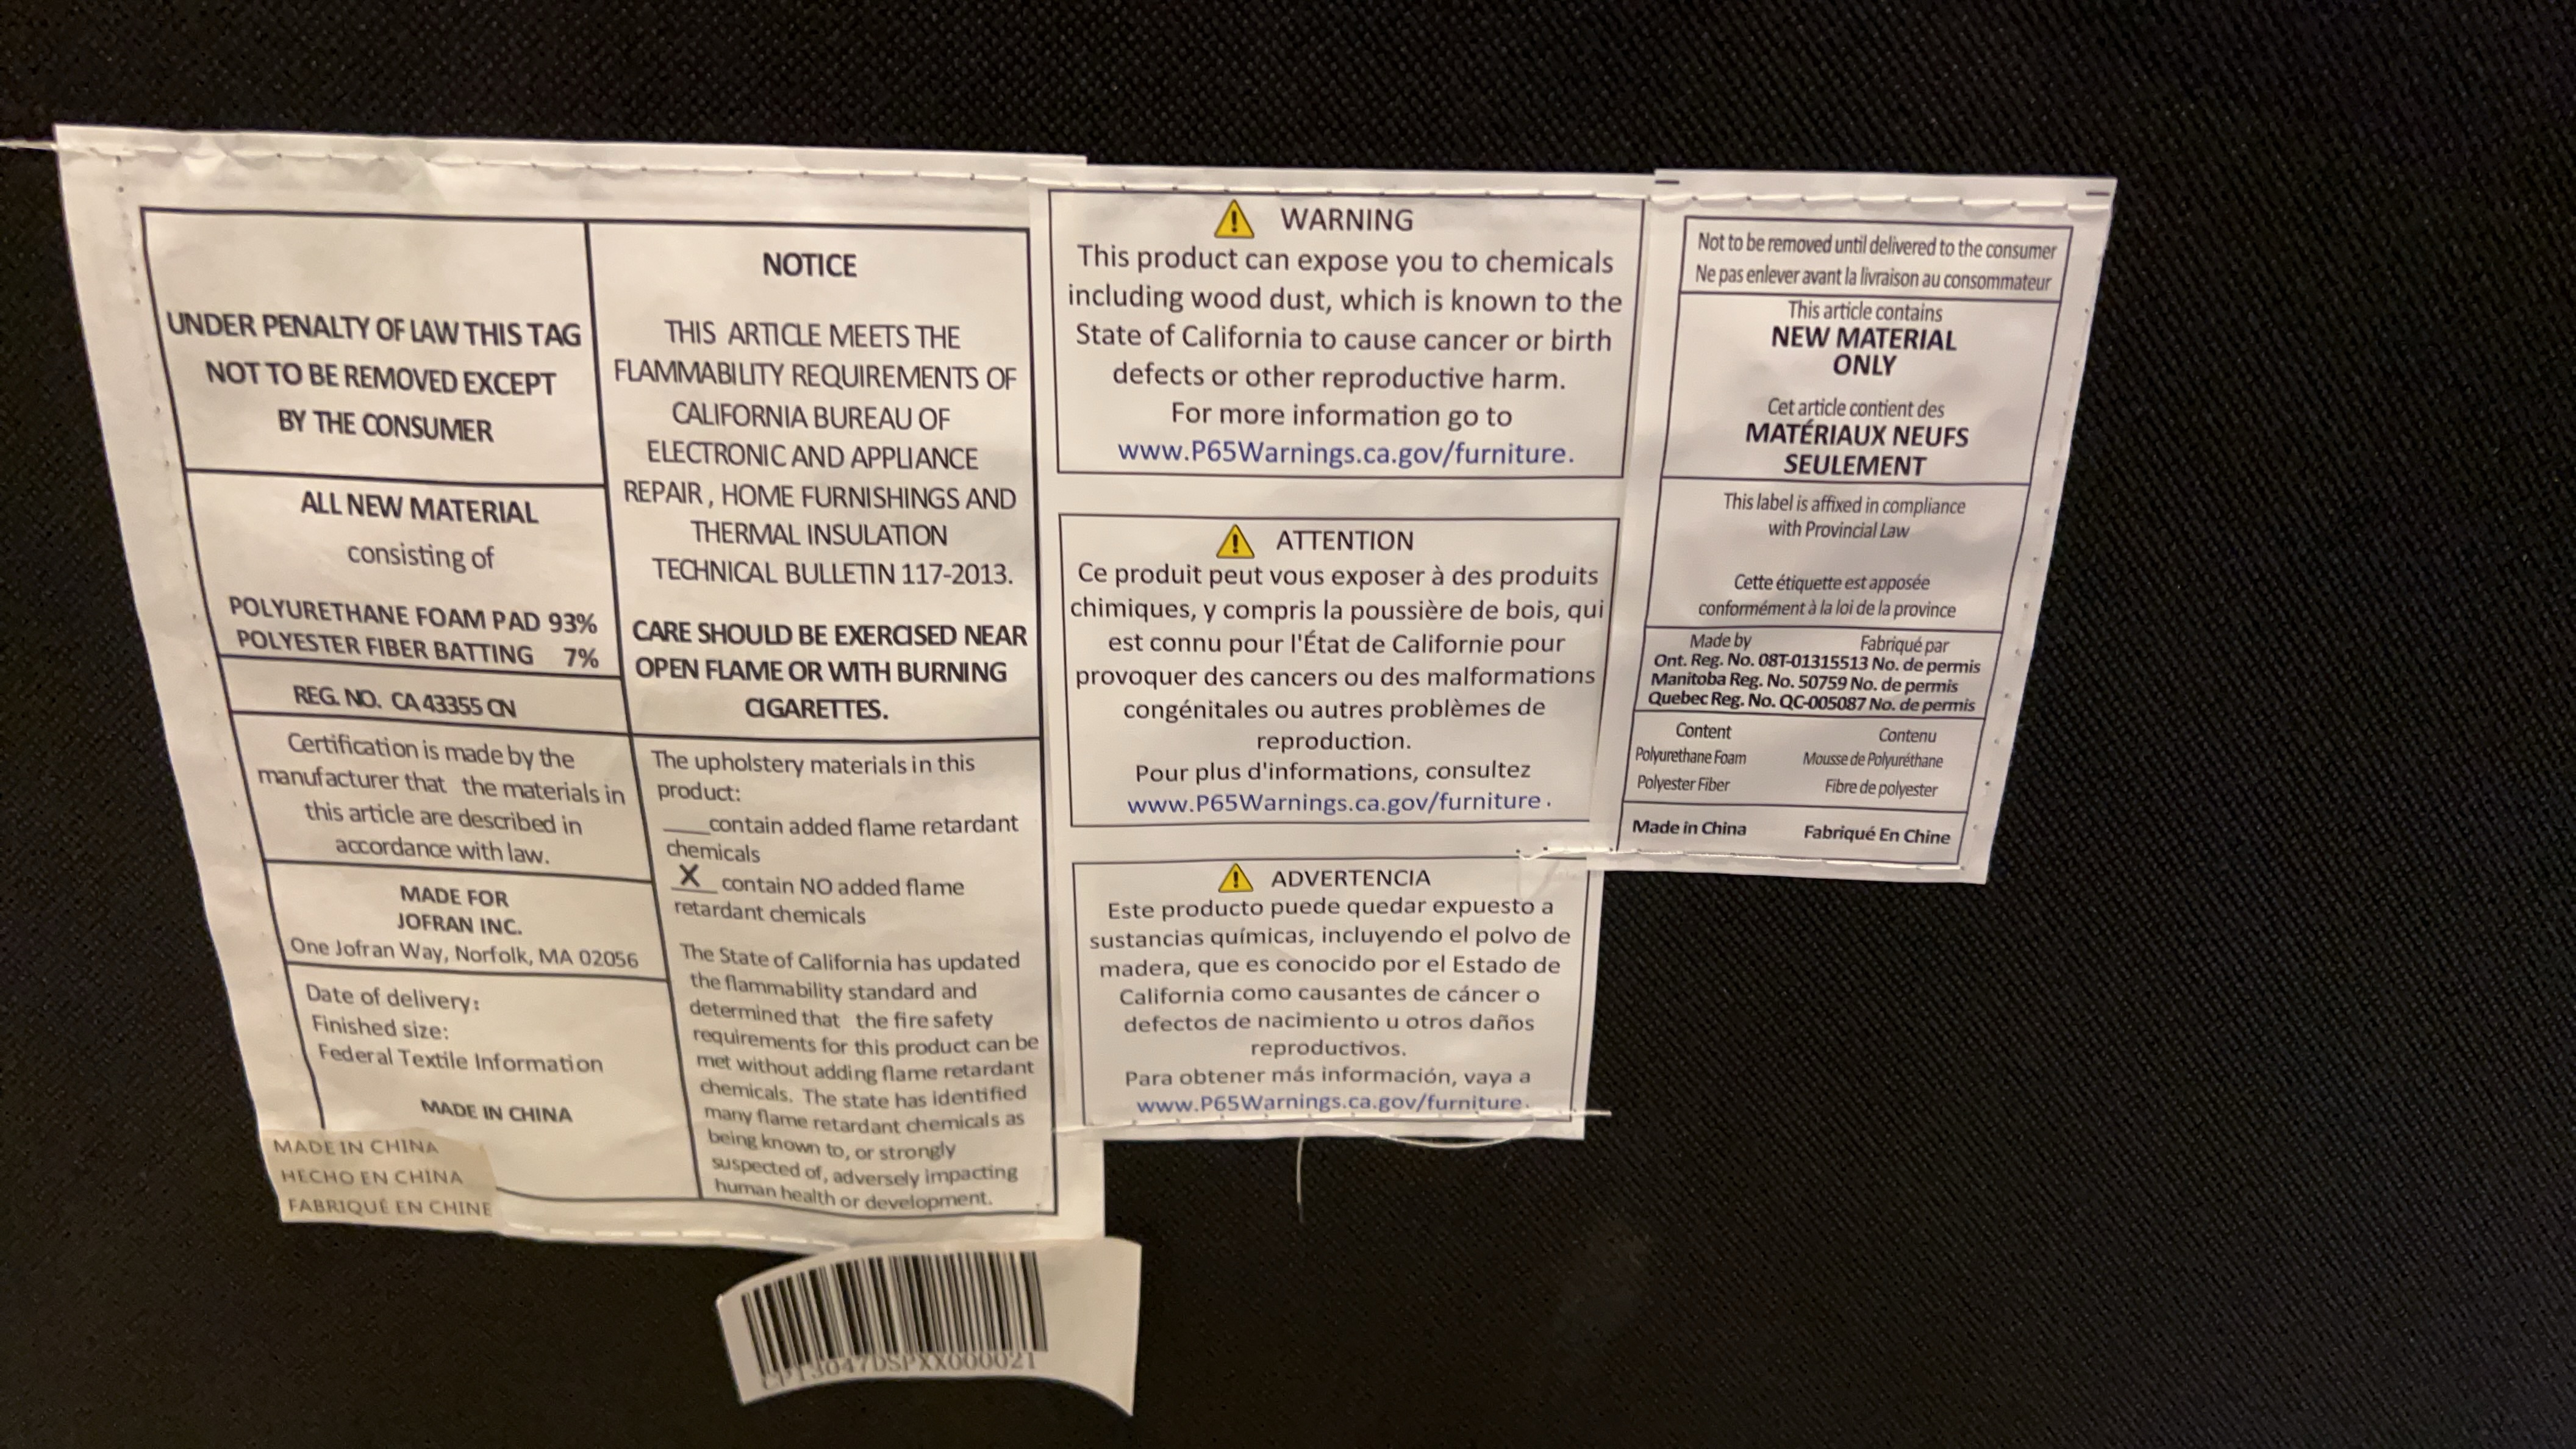 UNDER PENALTY OF LAW THIS TAG
NOT TO BE REMOVED EXCEPT
BY THE CONSUMER
ALL NEW MATERIAL
consisting of
POLYURETHANE FOAM PAD 93%
POLYESTER FIBER BATTING 7%
REG. NO. CA 43355 CN
Certification is made by the
manufacturer that the materials in
this article are described in
accordance with law.
MADE FOR
JOFRAN INC.
One Jofran Way, Norfolk, MA 02056
Date of delivery:
Finished size:
Federal Textile Information
MADE IN CHINA
MADE IN CHINA
HECHO EN CHINA
FABRIQUÉ EN CHINE
NOTICE
THIS ARTICLE MEETS THE
FLAMMABILITY REQUIREMENTS OF
CALIFORNIA BUREAU OF
ELECTRONIC AND APPLIANCE
REPAIR, HOME FURNISHINGS AND
THERMAL INSULATION
TECHNICAL BULLETIN 117-2013.
CARE SHOULD BE EXERCISED NEAR
OPEN FLAME OR WITH BURNING
CIGARETTES.
The upholstery materials in this
product:
____contain added flame retardant
chemicals
X contain NO added flame
retardant chemicals
The State of California has updated
the flammability standard and
determined that the fire safety
requirements for this product can be
met without adding flame retardant
chemicals. The state has identified
many flame retardant chemicals as
being known to, or strongly
suspected of, adversely impacting
human health or development.
WARNING
This product can expose you to chemicals
including wood dust, which is known to the
State of California to cause cancer or birth
defects or other reproductive harm.
For more information go to
www.P65Warnings.ca.gov/furniture.
ATTENTION
Ce produit peut vous exposer à des produits
chimiques, y compris la poussière de bois, qui
est connu pour l'État de Californie pour
provoquer des cancers ou des malformations
congénitales ou autres problèmes de
reproduction.
Pour plus d'informations, consultez
www.P65Warnings.ca.gov/furniture.
ADVERTENCIA
Este producto puede quedar expuesto a
sustancias químicas, incluyendo el polvo de
madera, que es conocido por el Estado de
California como causantes de cáncer o
defectos de nacimiento u otros daños
reproductivos.
Para obtener más información, vaya a
www.P65Warnings.ca.gov/furniture.
Not to be removed until delivered to the consumer
Ne pas enlever avant la livraison au consommateur
This article contains
NEW MATERIAL
ONLY
Cet article contient des
MATÉRIAUX NEUFS
SEULEMENT
This label is affixed in compliance
with Provincial Law
Cette étiquette est apposée
conformément à la loi de la province
Made by Fabriqué par
Ont. Reg. No. 08T-01315513 No. de permis
Manitoba Reg. No. 50759 No. de permis
Quebec Reg. No. QC-005087 No. de permis
Content Contenu
Polyurethane Foam Mousse de Polyuréthane
Polyester Fiber Fibre de polyester
Made in China Fabriqué En Chine